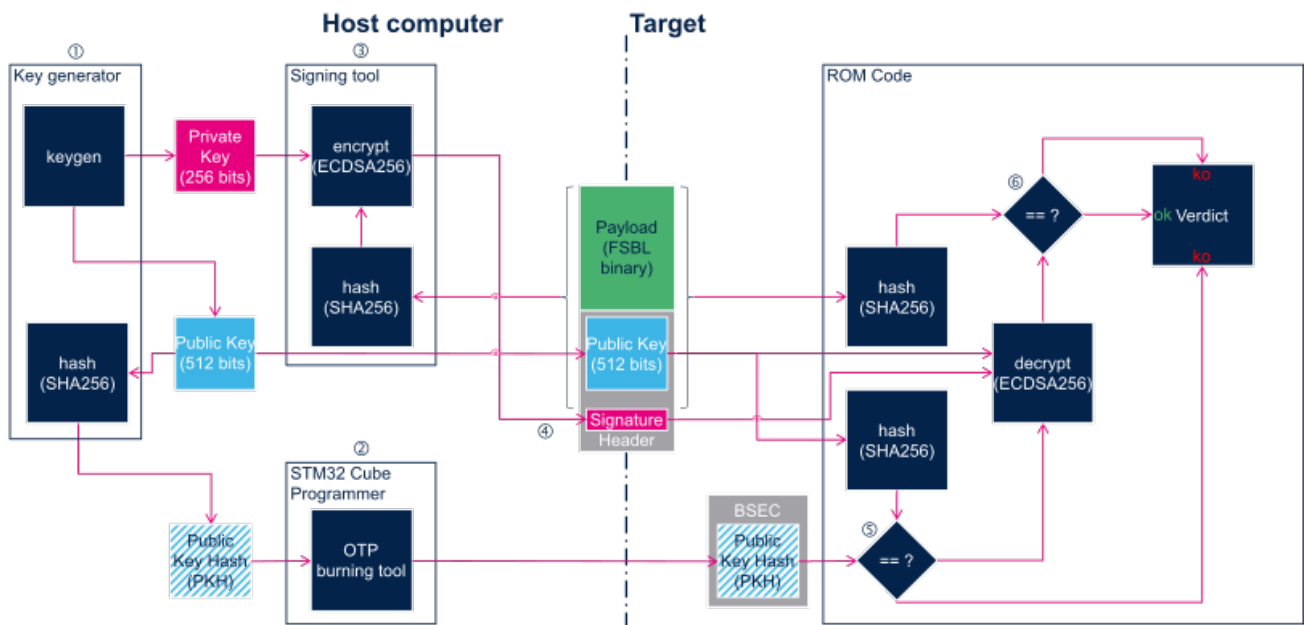 Host computer
Target
①
Key generator
keygen
Private
Key
(256 bits)
③
Signing tool
encrypt
(ECDSA256)
hash
(SHA256)
hash
(SHA256)
Public Key
(512 bits)
Payload
(FSBL
binary)
Public Key
(512 bits)
Signature
Header
④
②
STM32 Cube
Programmer
OTP
burning tool
Public
Key Hash
(PKH)
BSEC
Public
Key Hash
(PKH)
ROM Code
hash
(SHA256)
hash
(SHA256)
⑤
== ?
decrypt
(ECDSA256)
⑥
== ?
ko
ok Verdict
ko